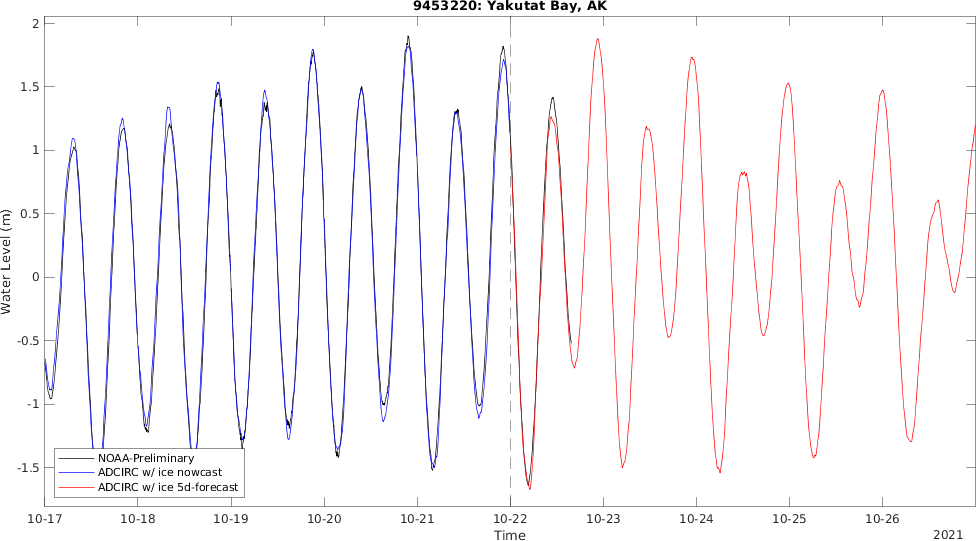 9453220: Yakutat Bay, AK
2
1.5
1
0.5
0
-0.5
-1
-1.5
Water Level (m)
NOAA-Preliminary
ADCIRC w/ ice nowcast
ADCIRC w/ ice 5d-forecast
10-17 10-18 10-19 10-20 10-21 10-22 10-23 10-24 10-25 10-26
Time
2021